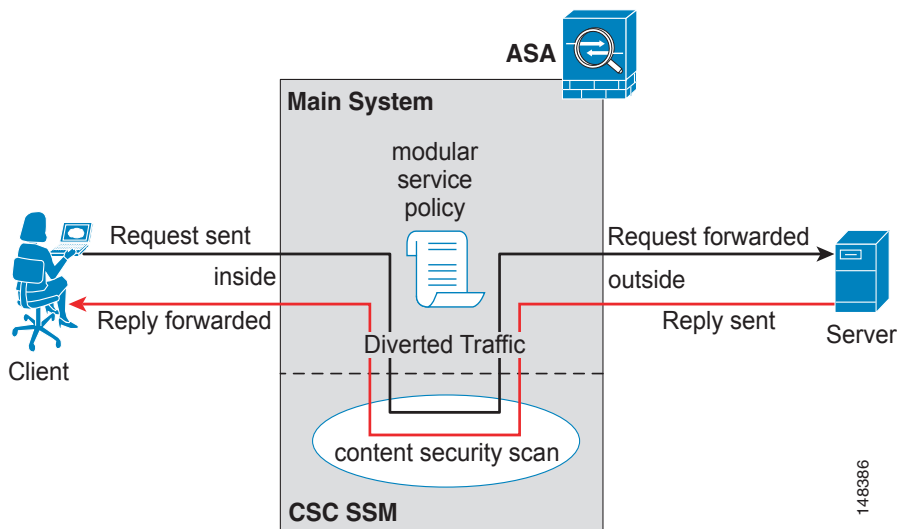 ASA
Main System
modular
service
policy
Request sent
Request forwarded
inside
outside
Reply forwarded
Reply sent
Diverted Traffic
Client
Server
content security scan
CSC SSM
148386